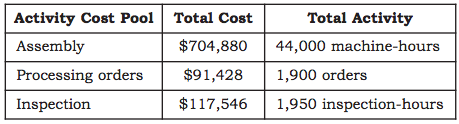 Activity Cost Pool Total Cost Total Activity
Assembly $704,880 44,000 machine-hours
Processing orders $91,428 1,900 orders
Inspection $117,546 1,950 inspection-hours